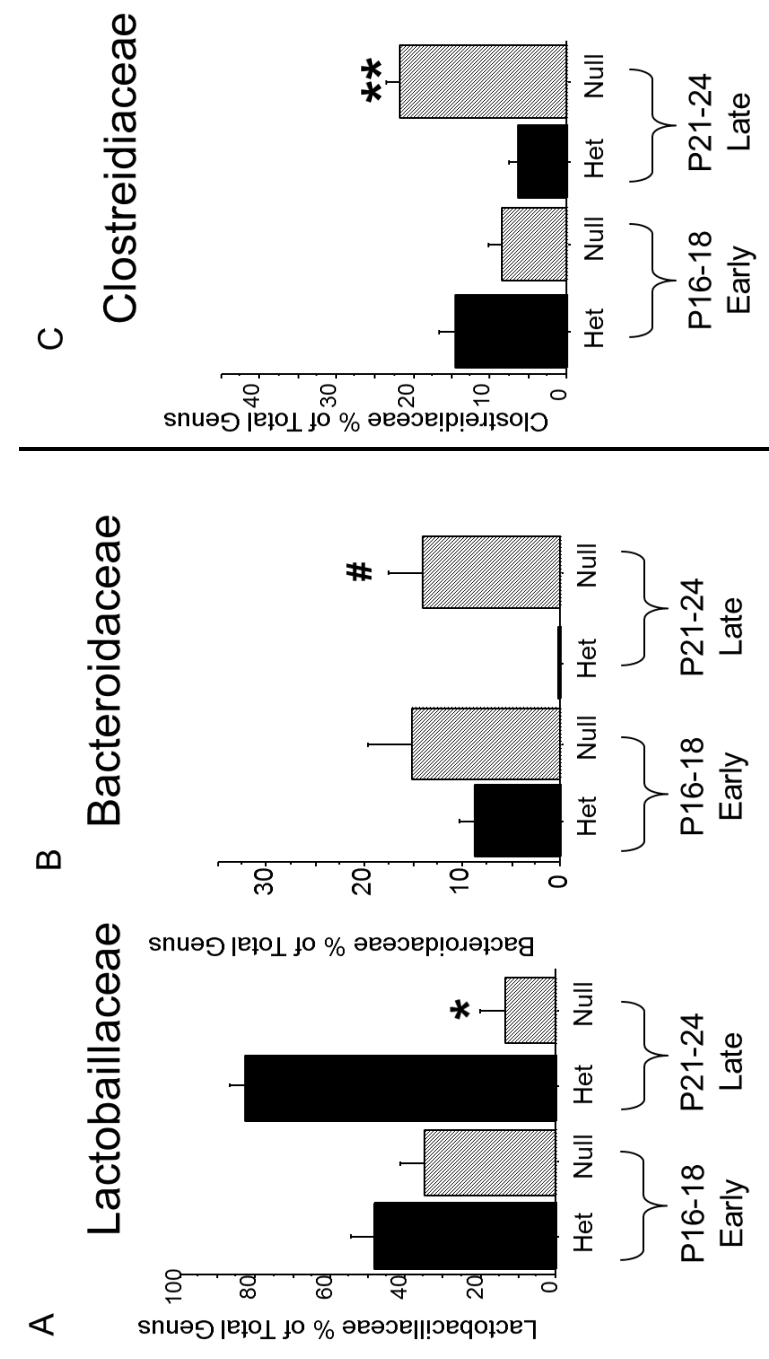 A
Lactobaillaceae
Lactobacillaceae % of Total Genus
100
80
60
40
20
0
*
Het
Null
Het
Null
P16-18
Early
P21-24
Late
B
Bacteroidaceae
Bacteroidaceae % of Total Genus
30
20
10
0
#
Het
Null
Het
Null
P16-18
Early
P21-24
Late
C
Clostreidiaceae
Clostreidiaceae % of Total Genus
40
30
20
10
0
**
Het
Null
Het
Null
P16-18
Early
P21-24
Late